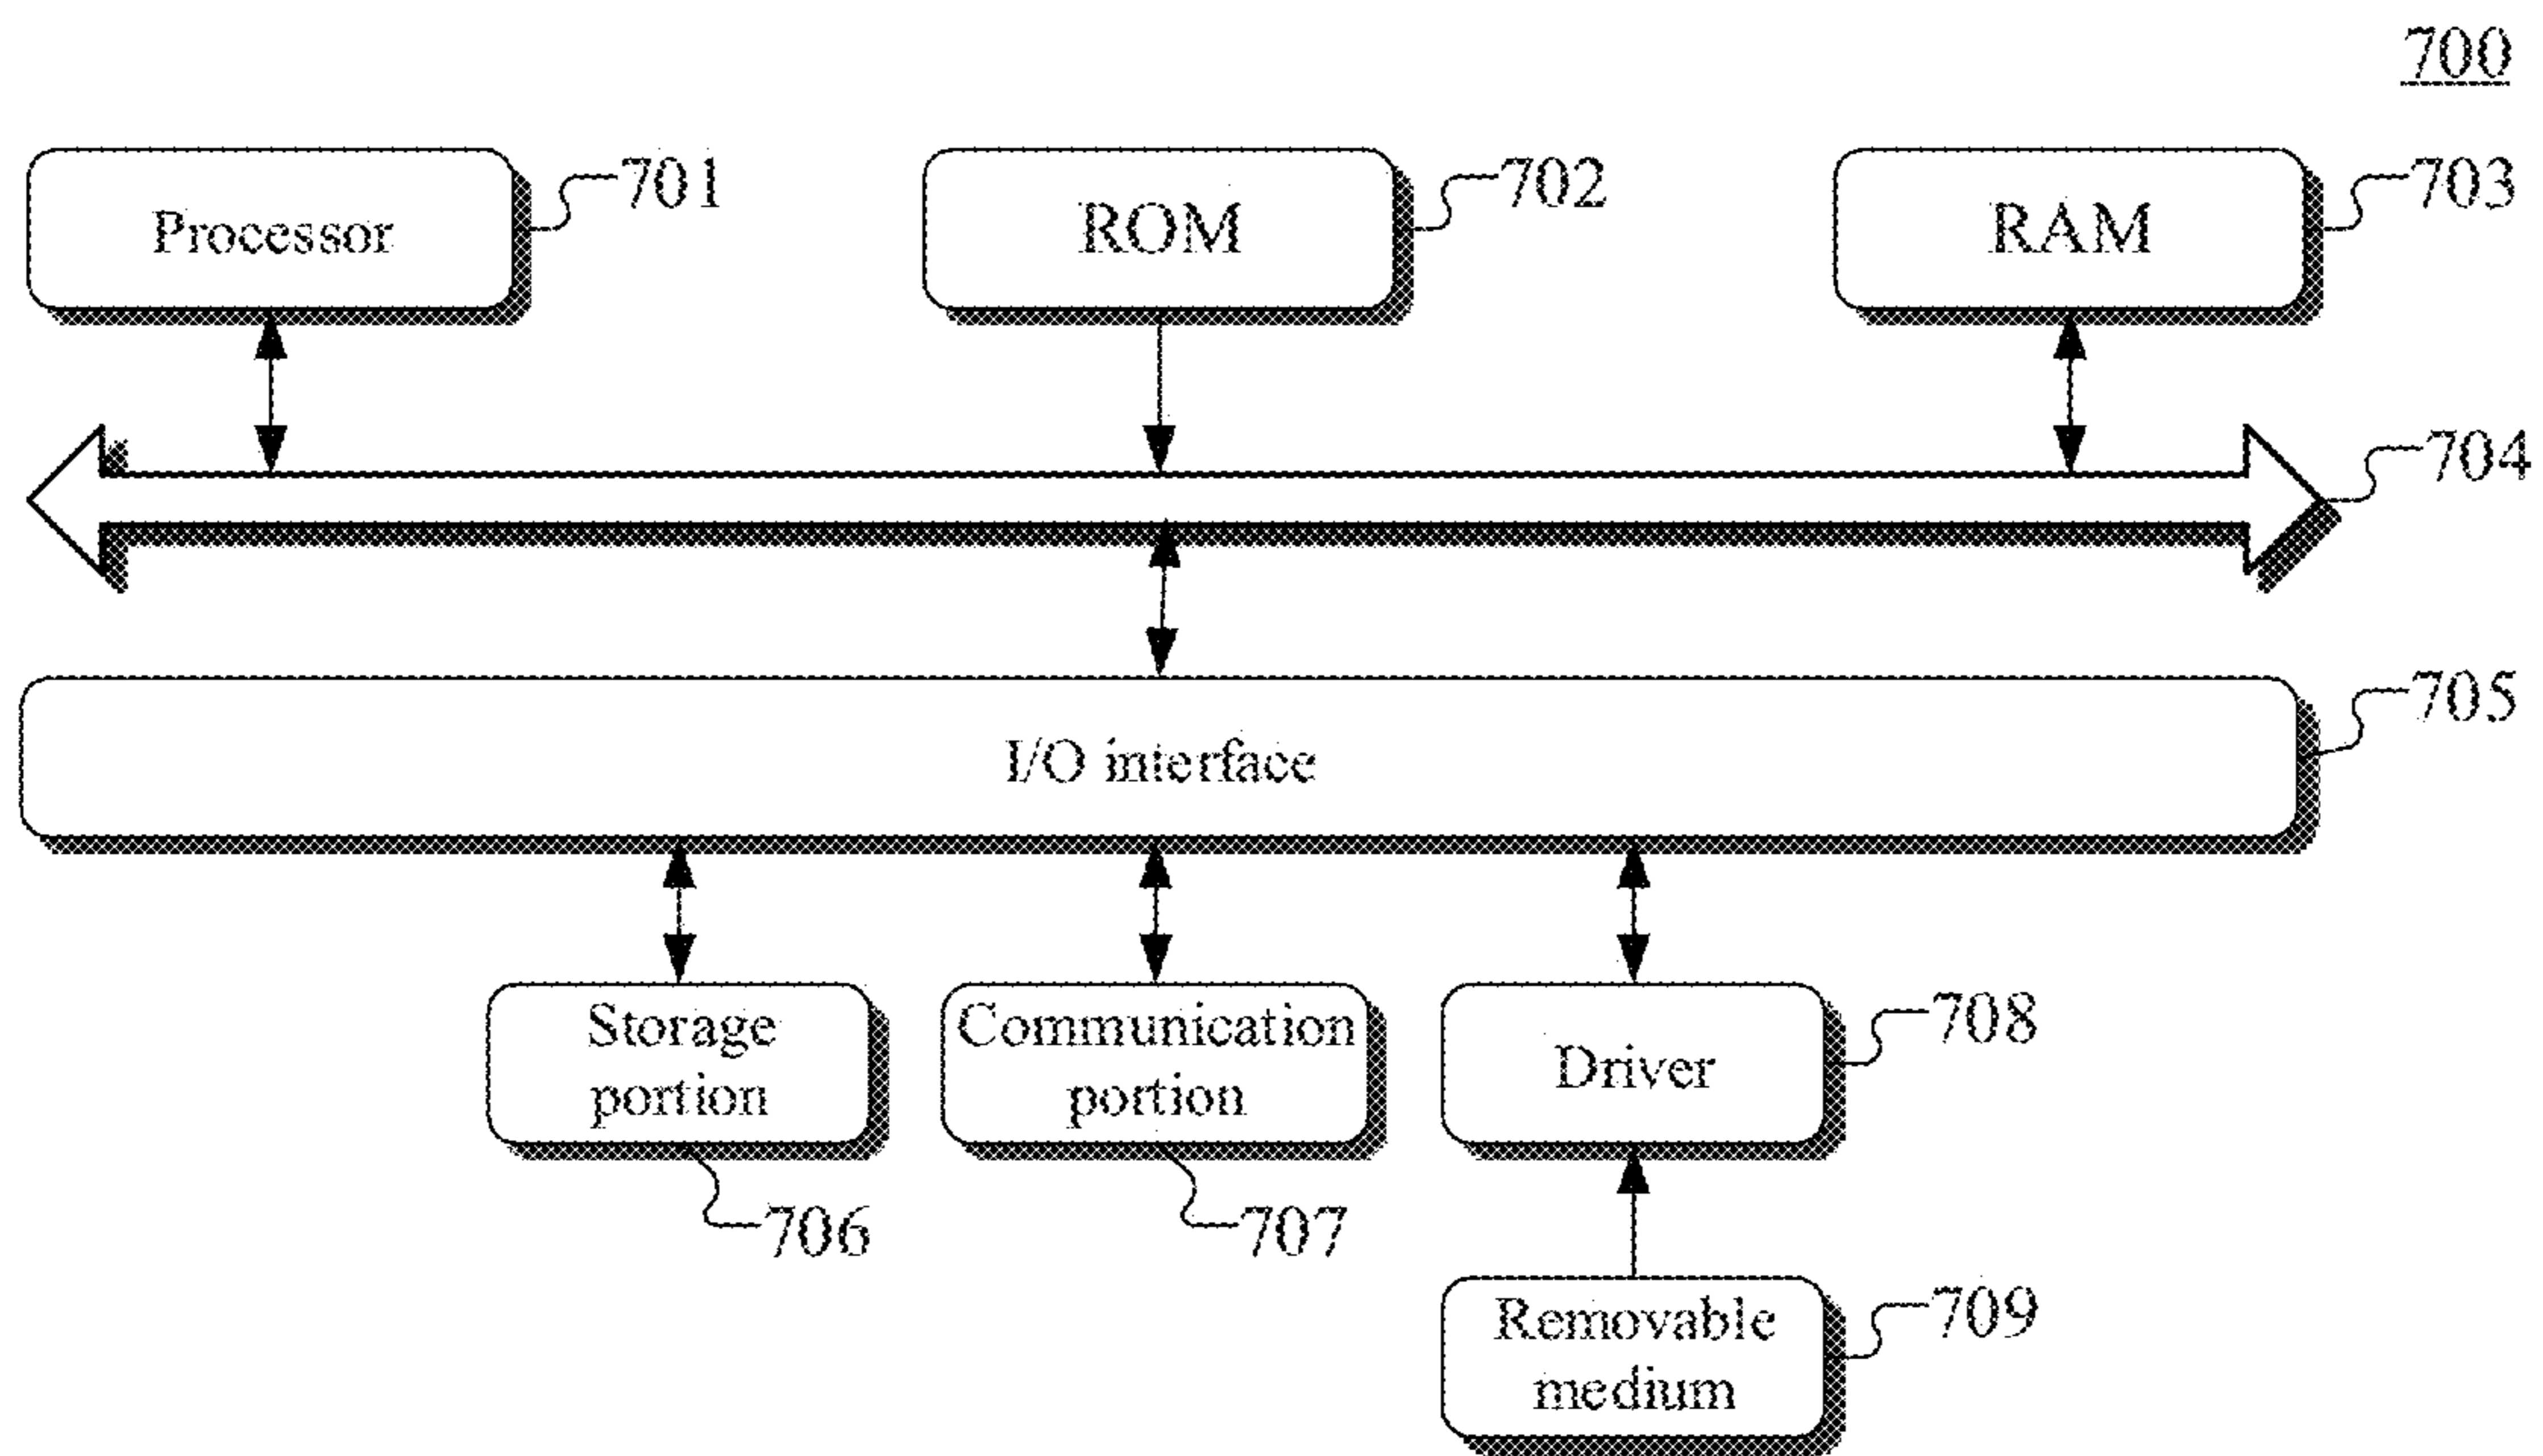 700
Processor
701
ROM
702
RAM
703
704
I/O interface
705
Storage
portion
706
Communication
portion
707
Driver
708
Removable
medium
709